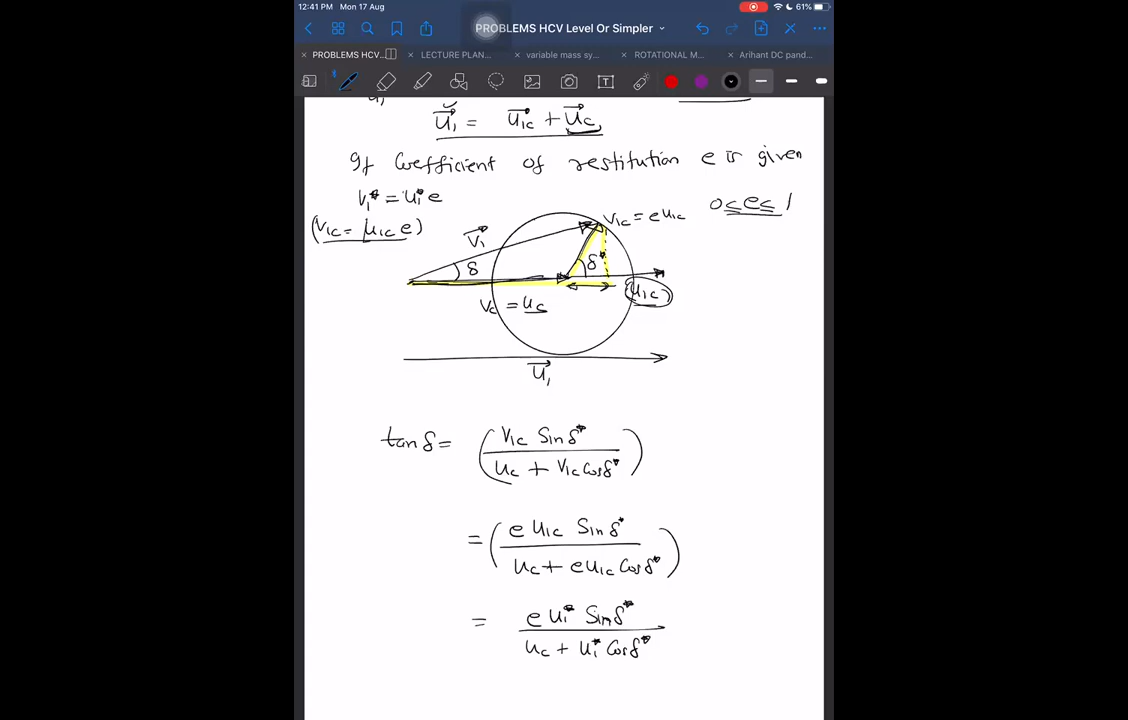 12:41 PM Mon 17 Aug
61%
PROBLEMS HCV Level Or Simpler
PROBLEMS HCV...
LECTURE PLAN...
variable mass sy...
ROTATIONAL M...
Arihant DC pand...
u⃗₁ = u⃗₁c + u⃗c
If Coefficient of restitution e is given
v₁* = u₁* e
0 ≤ e ≤ 1
(v₁c = u₁c e)
v₁c = e u₁c
v⃗₁
δ
δ*
u₁c
vc = uc
u⃗₁
tan δ = (v₁c Sin δ* / uc + v₁c Cos δ*)
= (e u₁c Sin δ* / uc + e u₁c Cos δ*)
= e u₁* Sin δ* / uc + u₁* Cos δ*